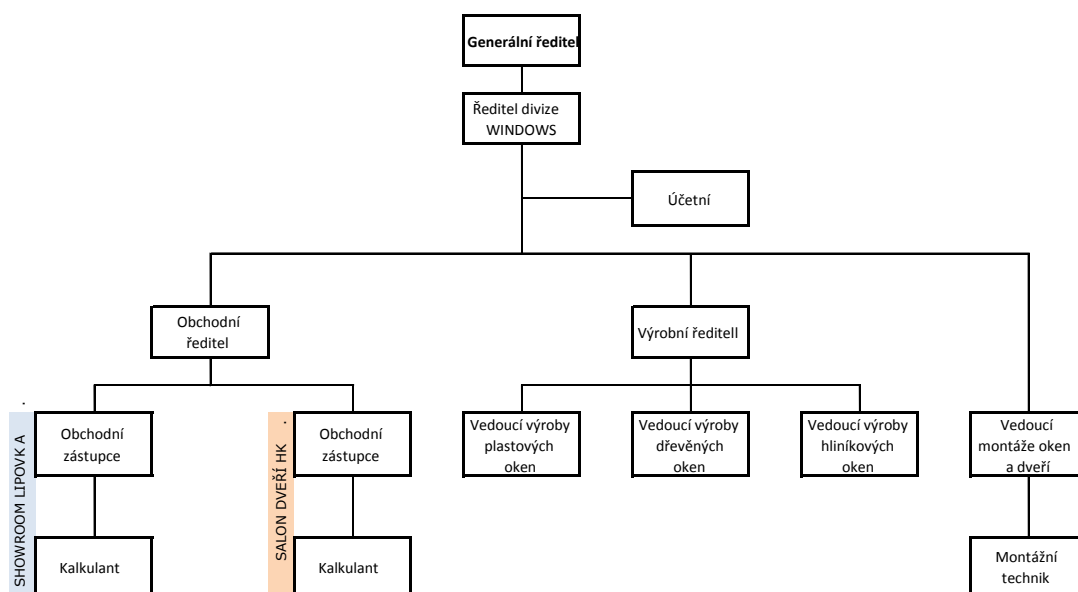 Generální ředitel
Ředitel divize
WINDOWS
Účetní
Obchodní
ředitel
Výrobní ředitell
SHOWROOM LIPOVK A .
Obchodní
zástupce
SALON DVEŘÍ HK .
Obchodní
zástupce
Vedoucí výroby
plastových
oken
Vedoucí výroby
dřevěných
oken
Vedoucí výroby
hliníkových
oken
Vedoucí
montáže oken
a dveří
Kalkulant
Kalkulant
Montážní
technik